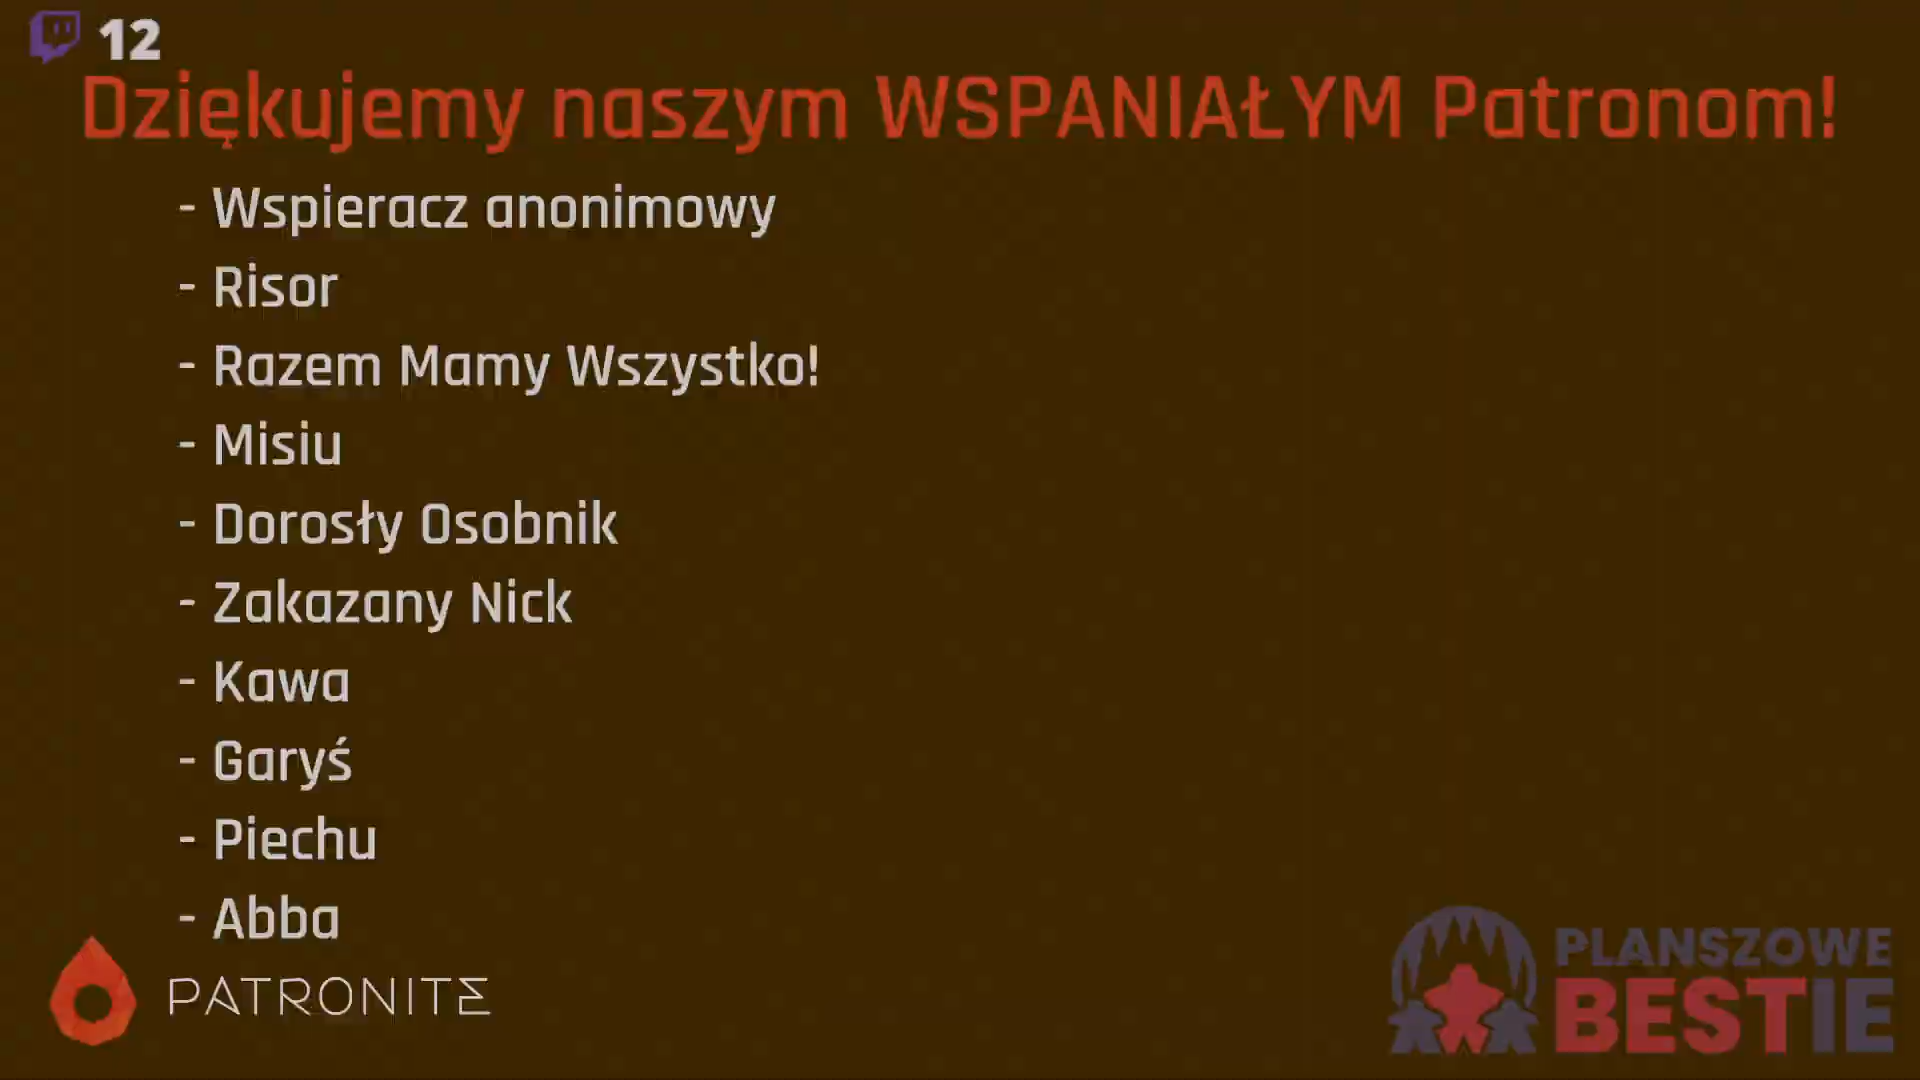 12
Dziękujemy naszym WSPANIAŁYM Patronom!
- Wspieracz anonimowy
- Risor
- Razem Mamy Wszystko!
- Misiu
- Dorosły Osobnik
- Zakazany Nick
- Kawa
- Garyś
- Piechu
- Abba
PATRONITE
PLANSZOWE
BESTIE